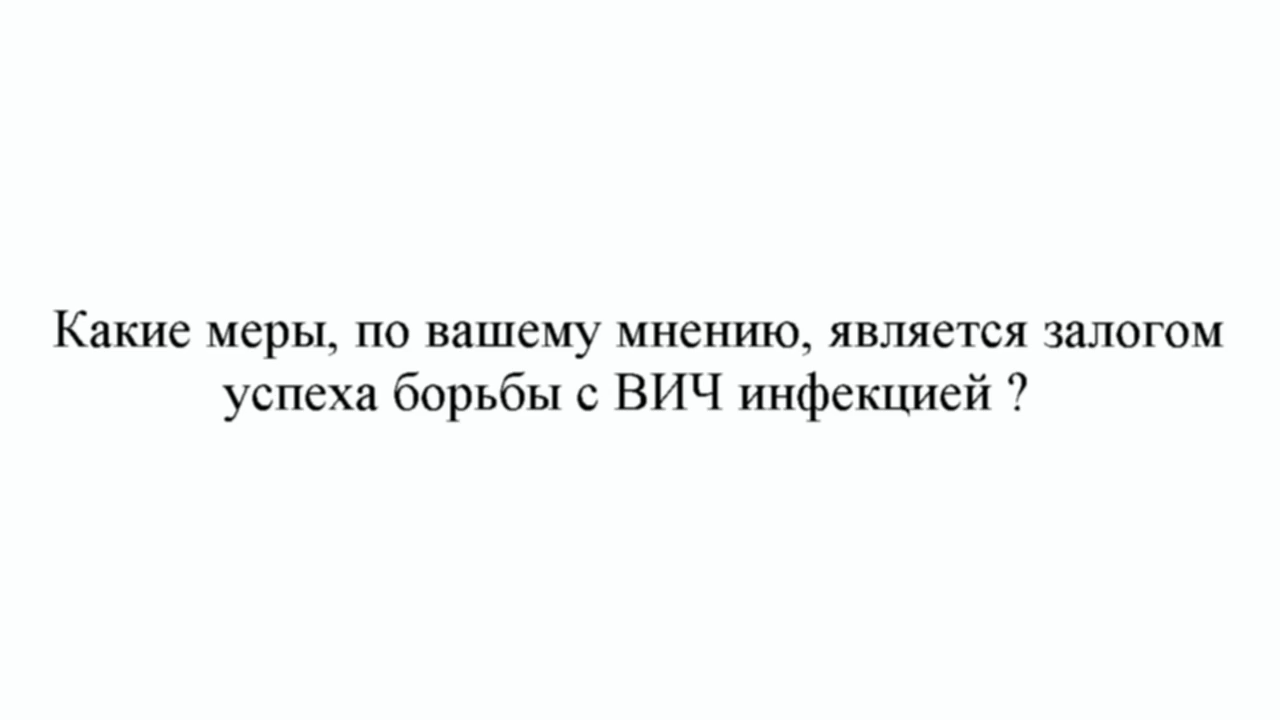 Какие меры, по вашему мнению, является залогом
успеха борьбы с ВИЧ инфекцией ?